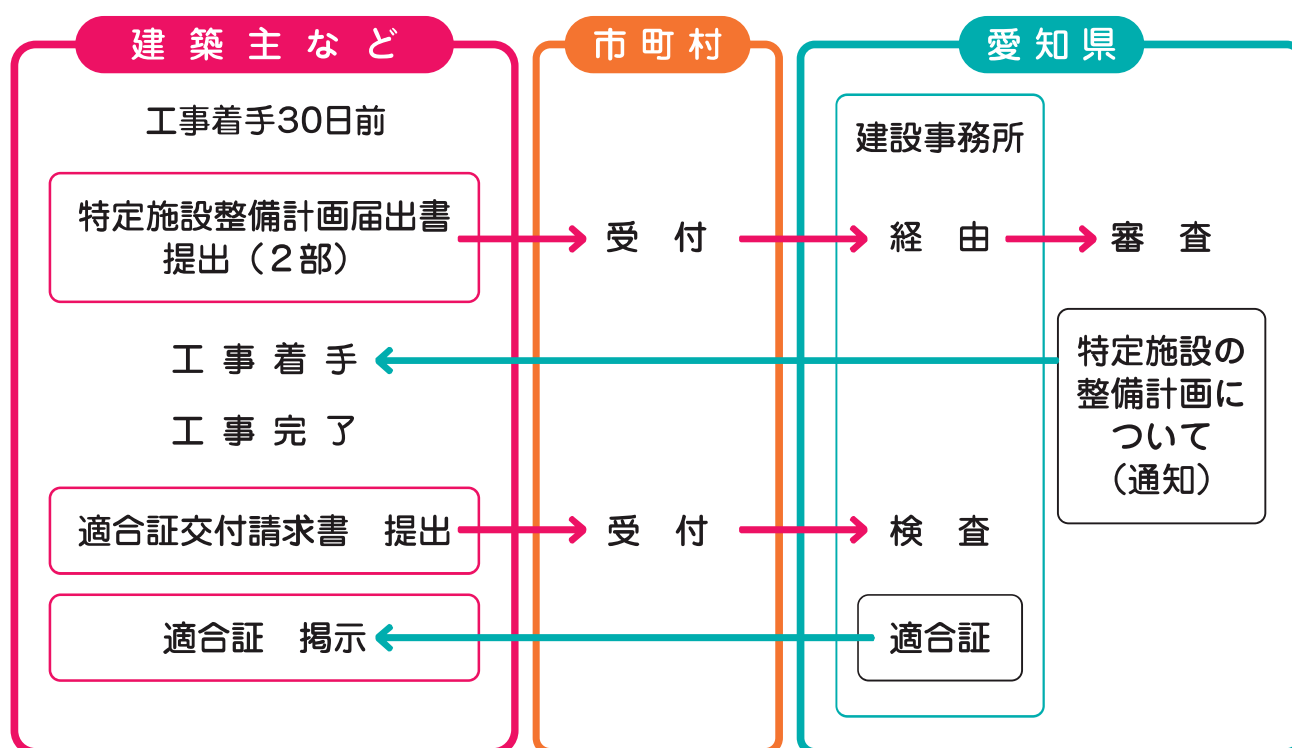 建築主など
市町村
愛知県
工事着手30日前
建設事務所
特定施設整備計画届出書
提出（２部）
受　付
経　由
審　査
工事着手
特定施設の
整備計画に
ついて
（通知）
工事完了
適合証交付請求書　提出
受　付
検　査
適合証　掲示
適合証